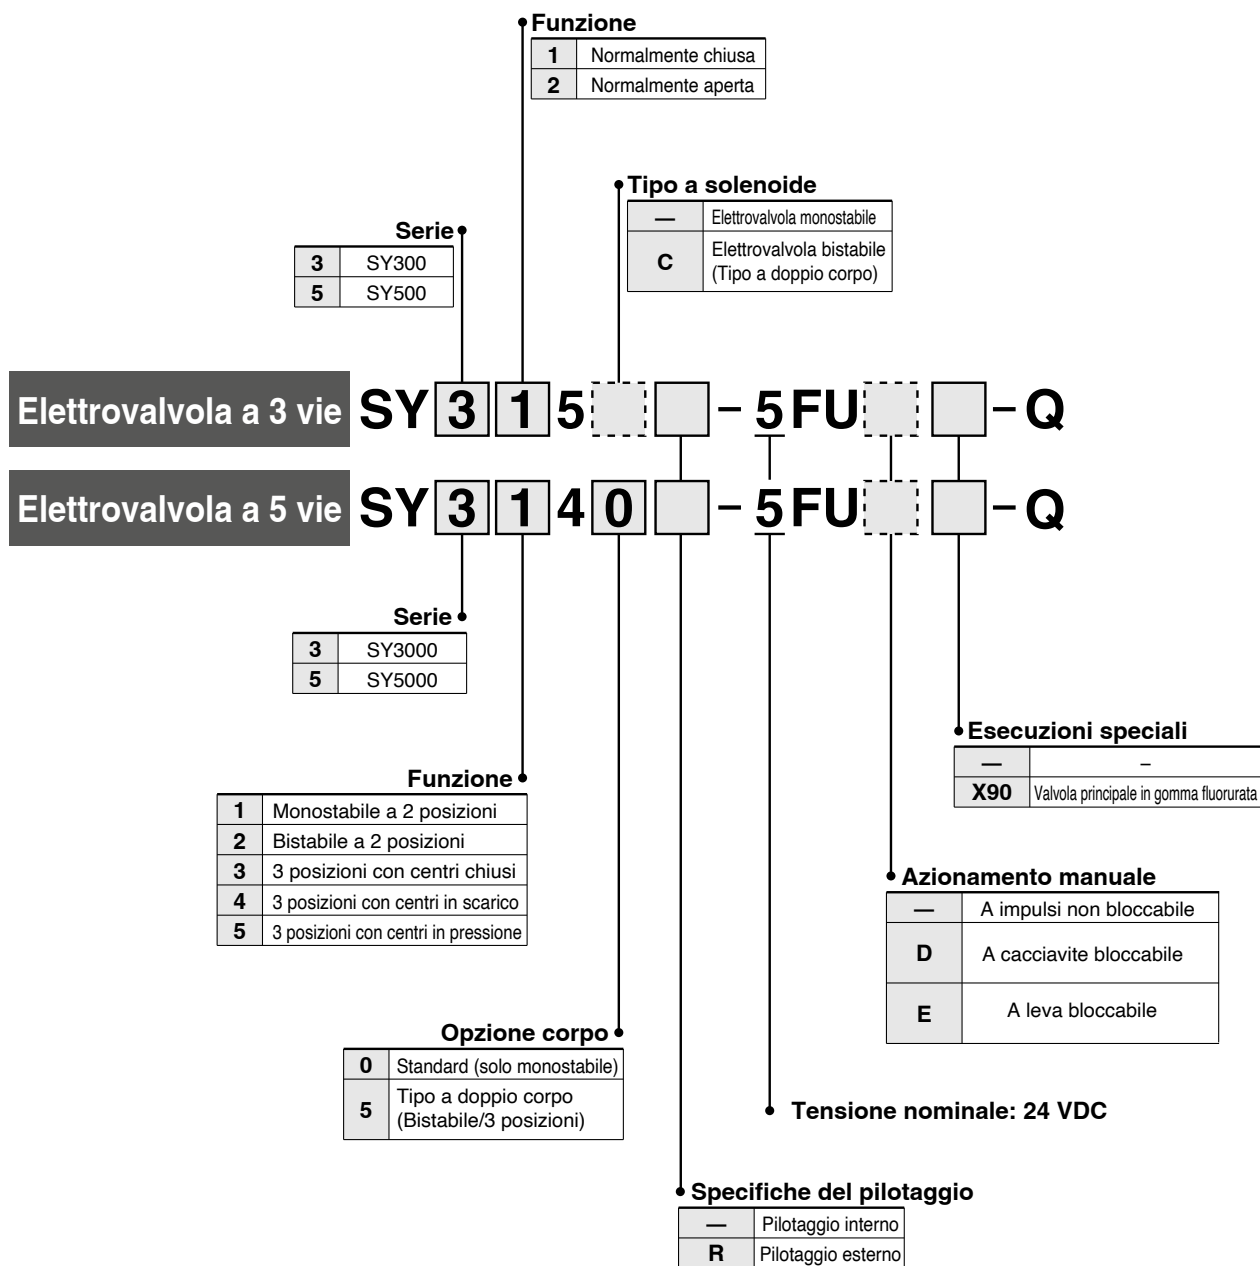 Funzione
1 Normalmente chiusa
2 Normalmente aperta
Tipo a solenoide
— Elettrovalvola monostabile
C Elettrovalvola bistabile
(Tipo a doppio corpo)
Serie
3 SY300
5 SY500
Elettrovalvola a 3 vie SY 3 1 5 - 5 FU - Q
Elettrovalvola a 5 vie SY 3 1 4 0 - 5 FU - Q
Serie
3 SY3000
5 SY5000
Funzione
1 Monostabile a 2 posizioni
2 Bistabile a 2 posizioni
3 3 posizioni con centri chiusi
4 3 posizioni con centri in scarico
5 3 posizioni con centri in pressione
Opzione corpo
0 Standard (solo monostabile)
5 Tipo a doppio corpo
(Bistabile/3 posizioni)
Esecuzioni speciali
— –
X90 Valvola principale in gomma fluorurata
Azionamento manuale
— A impulsi non bloccabile
D A cacciavite bloccabile
E A leva bloccabile
Tensione nominale: 24 VDC
Specifiche del pilotaggio
— Pilotaggio interno
R Pilotaggio esterno